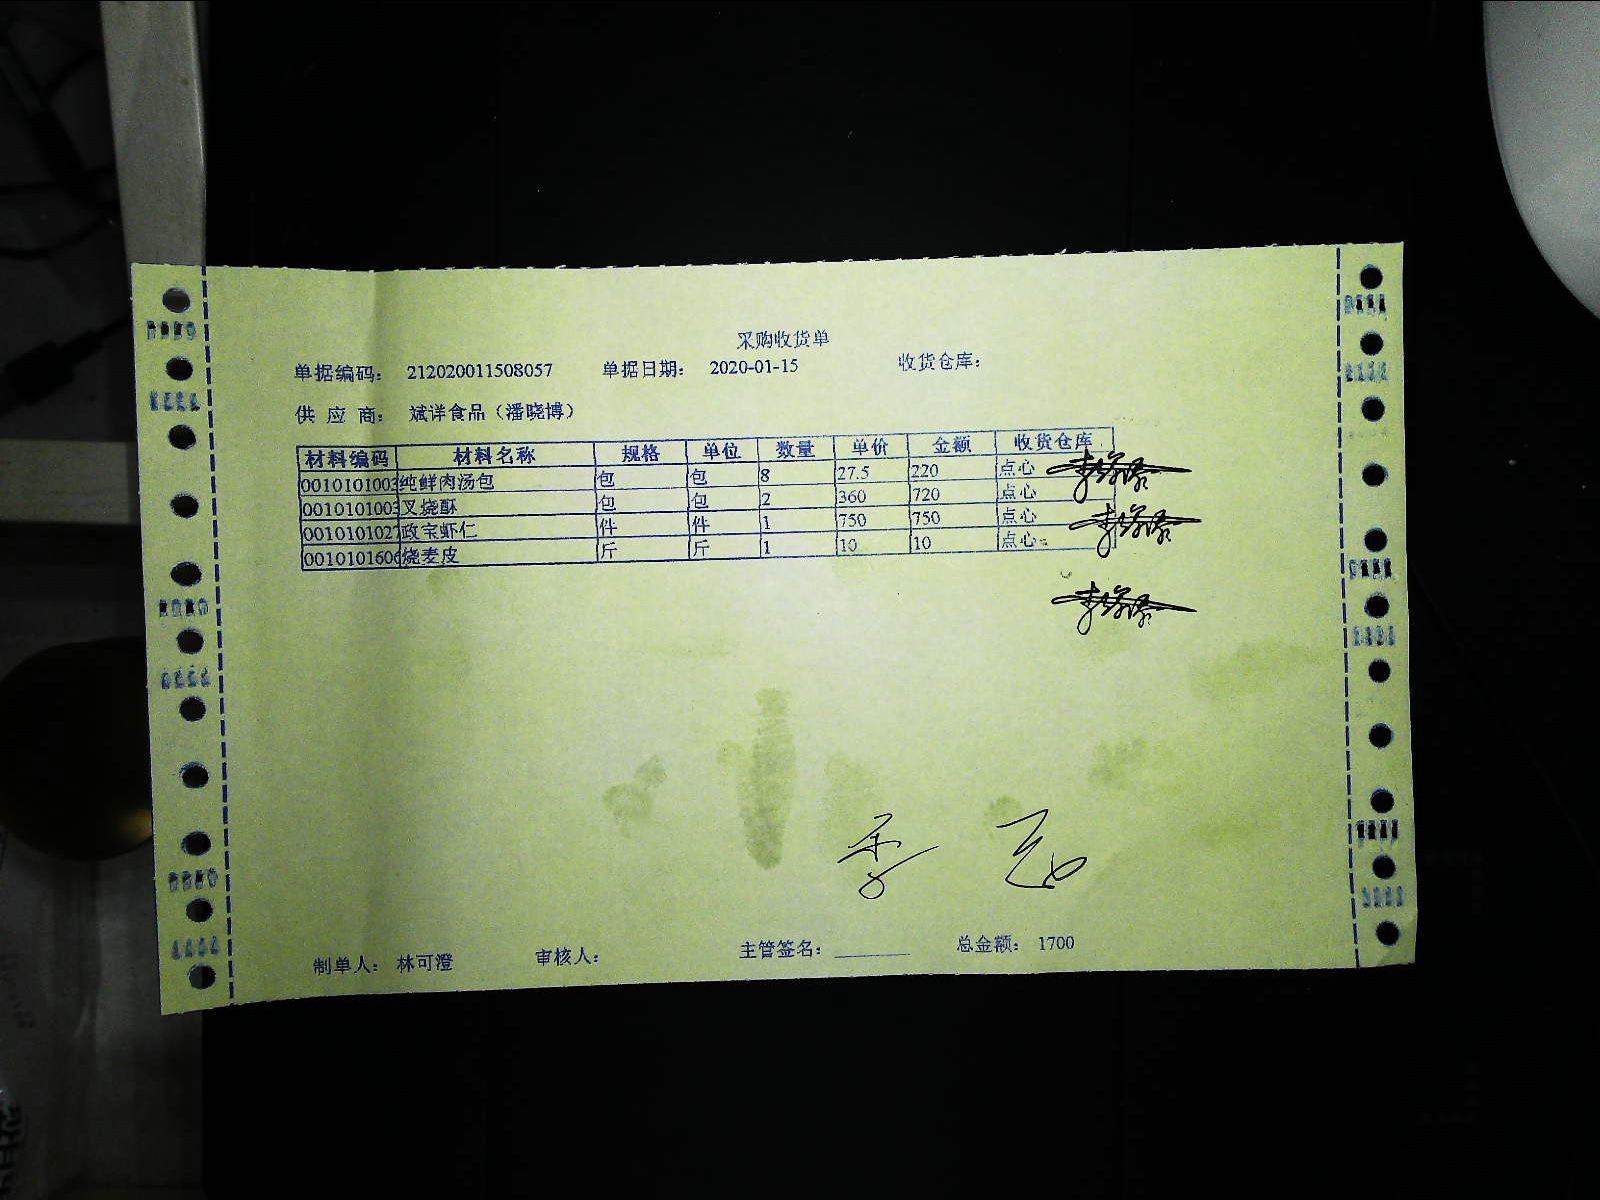 采购收货单
单据编码: 212020011508057 单据日期: 2020-01-15 收货仓库:
供 应 商: 斌详食品（潘晓博）
材料编码 材料名称 规格 单位 数量 单价 金额 收货仓库
0010101003 纯鲜肉汤包 包 包 8 27.5 220 点心
0010101003 叉烧酥 包 包 2 360 720 点心
0010101027 政宝虾仁 件 件 1 750 750 点心
0010101606 烧麦皮 斤 斤 1 10 10 点心
制单人: 林可澄 审核人: 主管签名: 总金额: 1700